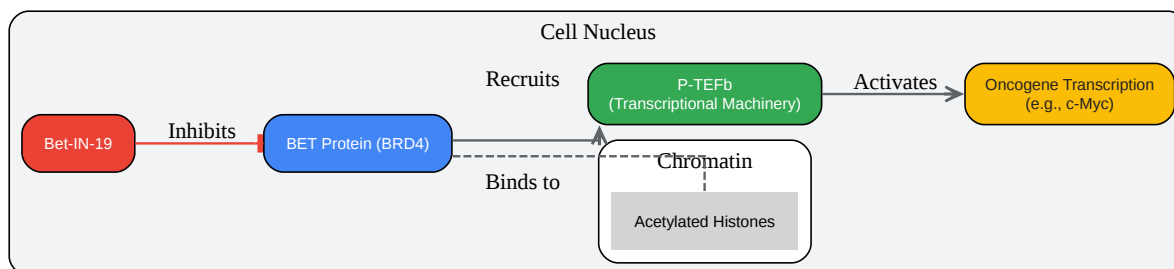 Cell Nucleus
Recruits
P-TEFb
(Transcriptional Machinery)
Activates
Oncogene Transcription
(e.g., c-Myc)
Bet-IN-19
Inhibits
BET Protein (BRD4)
Chromatin
Binds to
Acetylated Histones